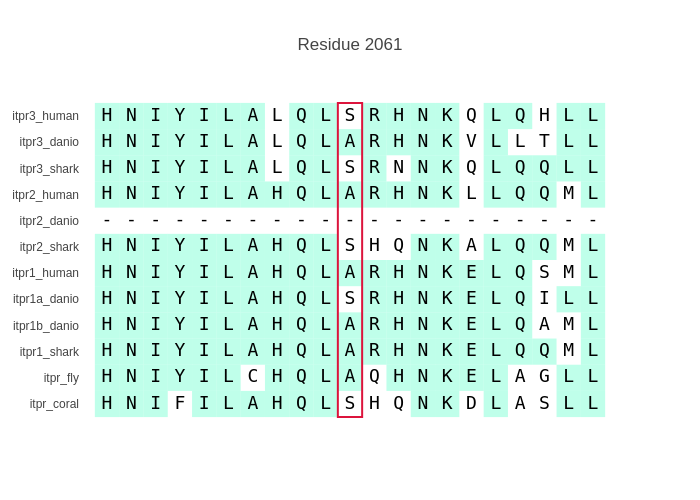 Residue 2061
itpr3_human H N I Y I L A L Q L S R H N K Q L Q H L L
itpr3_danio H N I Y I L A L Q L A R H N K V L L T L L
itpr3_shark H N I Y I L A L Q L S R N N K Q L Q Q L L
itpr2_human H N I Y I L A H Q L A R H N K L L Q Q M L
itpr2_danio - - - - - - - - - - - - - - - - - - - - -
itpr2_shark H N I Y I L A H Q L S H Q N K A L Q Q M L
itpr1_human H N I Y I L A H Q L A R H N K E L Q S M L
itpr1a_danio H N I Y I L A H Q L S R H N K E L Q I L L
itpr1b_danio H N I Y I L A H Q L A R H N K E L Q A M L
itpr1_shark H N I Y I L A H Q L A R H N K E L Q Q M L
itpr_fly H N I Y I L C H Q L A Q H N K E L A G L L
itpr_coral H N I F I L A H Q L S H Q N K D L A S L L